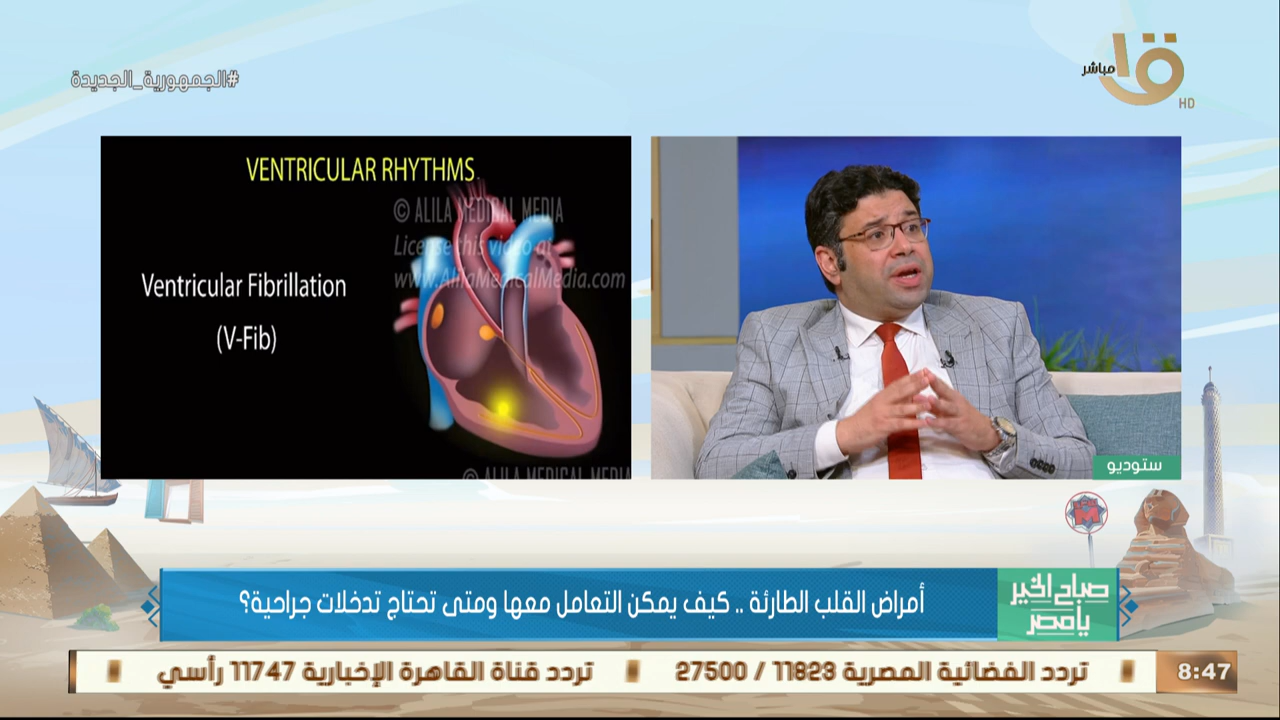 #الجمهورية_الجديدة
مباشر
HD
VENTRICULAR RHYTHMS
© ALILA MEDICAL MEDIA
License this video at
www.AlilaMedicalMedia.com
Ventricular Fibrillation
(V-Fib)
© ALILA MEDICAL MEDIA
ستوديو
صباح الخير
يا مصر
أمراض القلب الطارئة .. كيف يمكن التعامل معها ومتى تحتاج تدخلات جراحية؟
8:47
تردد الفضائية المصرية 11823 / 27500
تردد قناة القاهرة الإخبارية 11747 رأسي